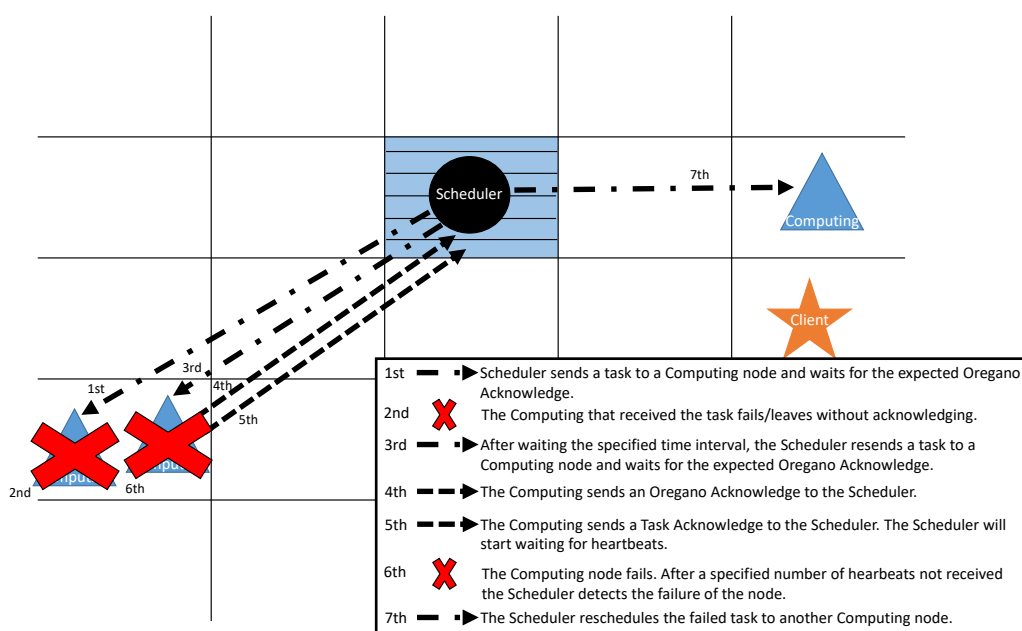 7th
Scheduler
Computing
Client
3rd
1st
4th
5th
2nd
6th
1st Scheduler sends a task to a Computing node and waits for the expected Oregano
Acknowledge.
2nd The Computing that received the task fails/leaves without acknowledging.
3rd After waiting the specified time interval, the Scheduler resends a task to a
Computing node and waits for the expected Oregano Acknowledge.
4th The Computing sends an Oregano Acknowledge to the Scheduler.
5th The Computing sends a Task Acknowledge to the Scheduler. The Scheduler will
start waiting for heartbeats.
6th The Computing node fails. After a specified number of hearbeats not received
the Scheduler detects the failure of the node.
7th The Scheduler reschedules the failed task to another Computing node.